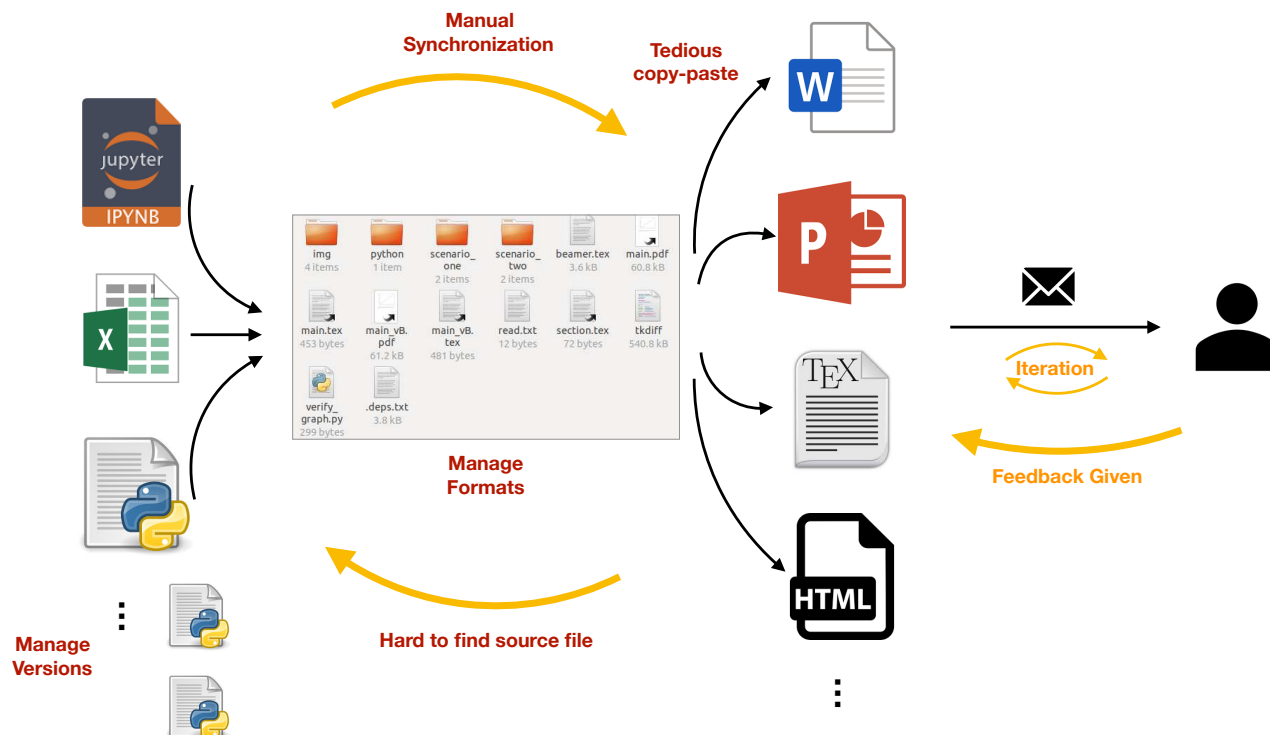 Manual
Synchronization
Tedious
copy-paste
W
jupyter
IPYNB
P
img
4 items
python
1 item
scenario_
one
2 items
scenario_
two
2 items
beamer.tex
3.6 kB
main.pdf
60.8 kB
main.tex
453 bytes
main_vB.
pdf
61.2 kB
main_vB.
tex
481 bytes
read.txt
12 bytes
section.tex
72 bytes
tkdiff
540.8 kB
verify_
graph.py
299 bytes
.deps.txt
3.8 kB
X
TEX
Iteration
Manage
Formats
Feedback Given
HTML
Hard to find source file
Manage
Versions